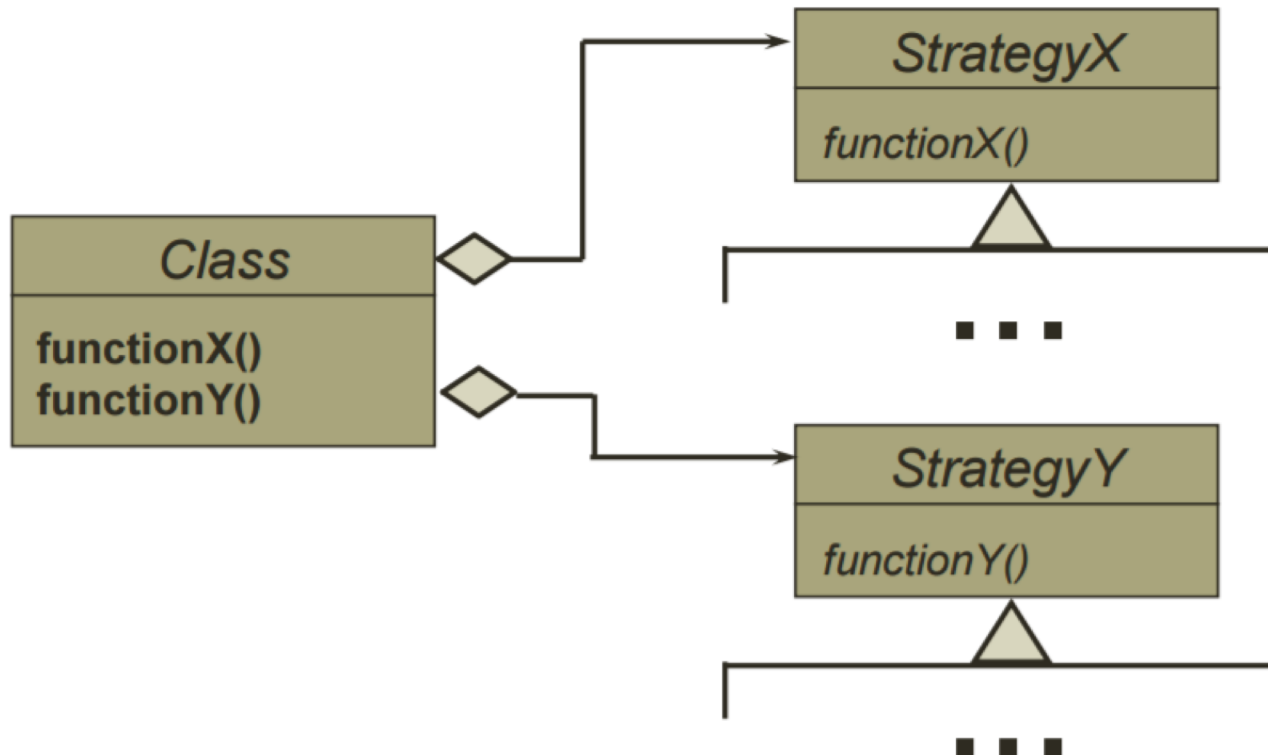 StrategyX
functionX()
Class
functionX()
functionY()
StrategyY
functionY()